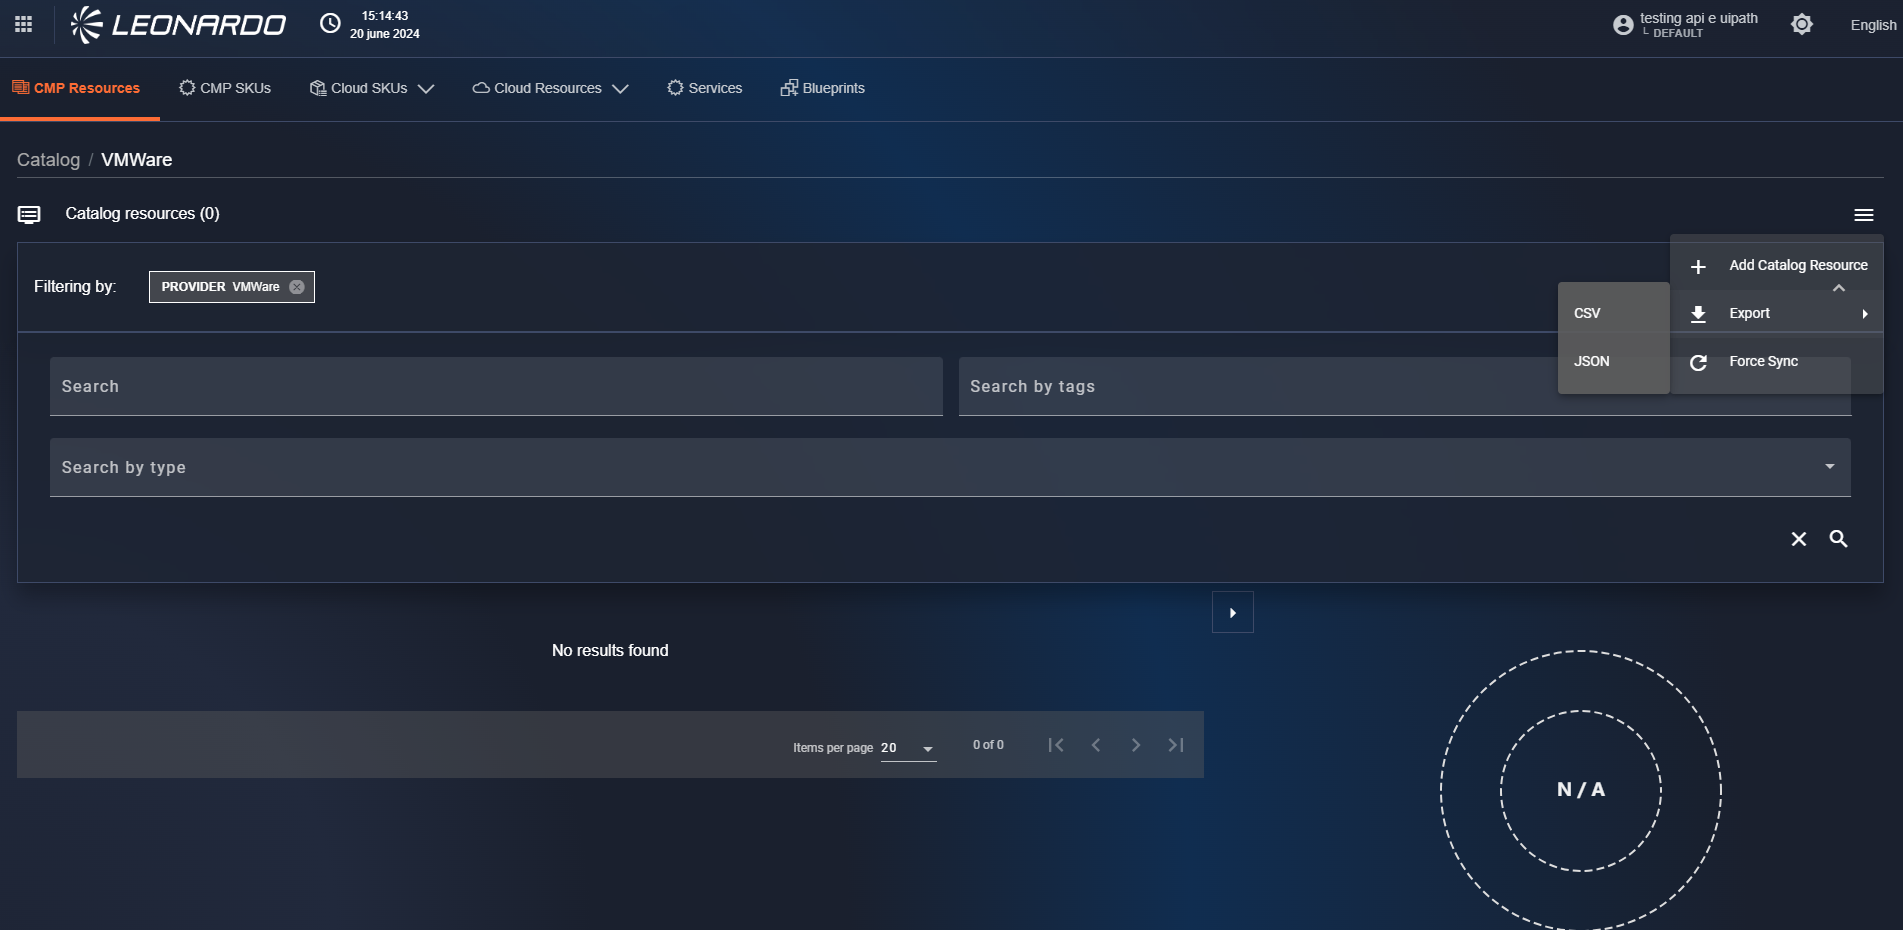 LEONARDO
15:14:43
20 june 2024
testing api e uipath
└ DEFAULT
English
CMP Resources
CMP SKUs
Cloud SKUs
Cloud Resources
Services
Blueprints
Catalog / VMWare
Catalog resources (0)
Filtering by:
PROVIDER VMWare
Add Catalog Resource
CSV
Export
JSON
Force Sync
Search
Search by tags
Search by type
No results found
Items per page 20
0 of 0
N / A